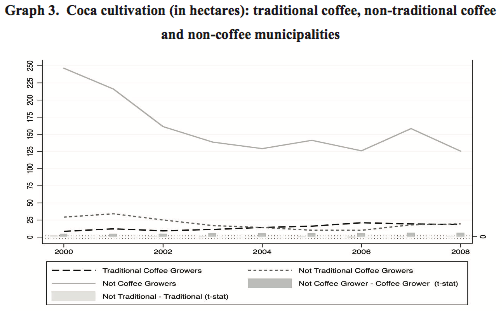 Graph 3. Coca cultivation (in hectares): traditional coffee, non-traditional coffee
and non-coffee municipalities
250
225
200
175
150
125
100
75
50
25
0
0
2000 2002 2004 2006 2008
Traditional Coffee Growers Not Traditional Coffee Growers
Not Coffee Growers Not Coffee Grower - Coffee Grower (t-stat)
Not Traditional - Traditional (t-stat)